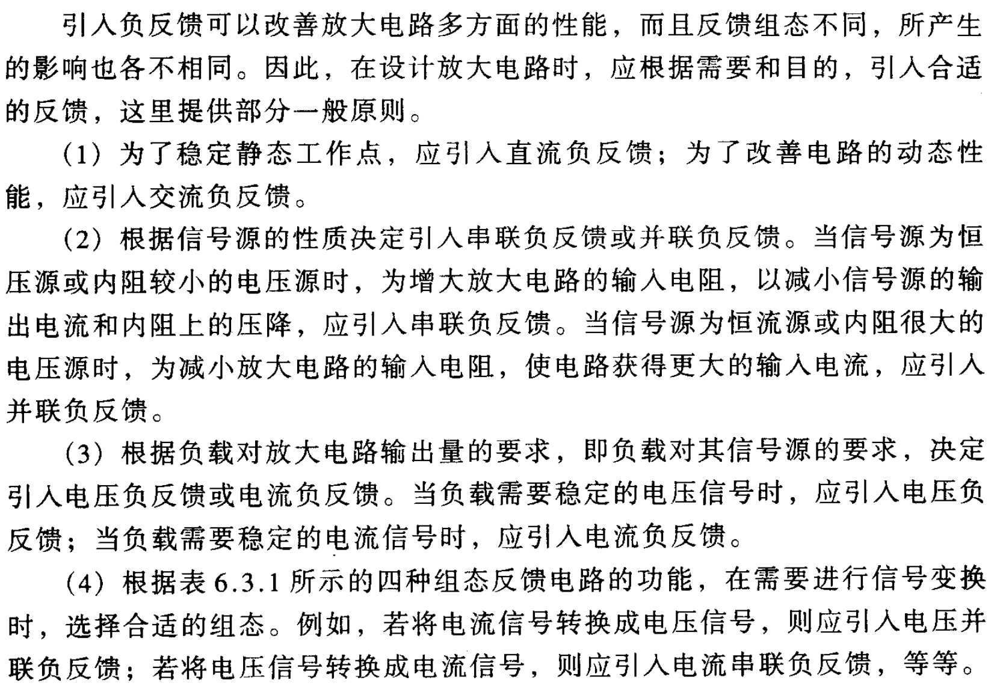 引入负反馈可以改善放大电路多方面的性能，而且反馈组态不同，所产生
的影响也各不相同。因此，在设计放大电路时，应根据需要和目的，引入合适
的反馈，这里提供部分一般原则。
（1）为了稳定静态工作点，应引入直流负反馈；为了改善电路的动态性
能，应引入交流负反馈。
（2）根据信号源的性质决定引入串联负反馈或并联负反馈。当信号源为恒
压源或内阻较小的电压源时，为增大放大电路的输入电阻，以减小信号源的输
出电流和内阻上的压降，应引入串联负反馈。当信号源为恒流源或内阻很大的
电压源时，为减小放大电路的输入电阻，使电路获得更大的输入电流，应引入
并联负反馈。
（3）根据负载对放大电路输出量的要求，即负载对其信号源的要求，决定
引入电压负反馈或电流负反馈。当负载需要稳定的电压信号时，应引入电压负
反馈；当负载需要稳定的电流信号时，应引入电流负反馈。
（4）根据表 6.3.1 所示的四种组态反馈电路的功能，在需要进行信号变换
时，选择合适的组态。例如，若将电流信号转换成电压信号，则应引入电压并
联负反馈；若将电压信号转换成电流信号，则应引入电流串联负反馈，等等。